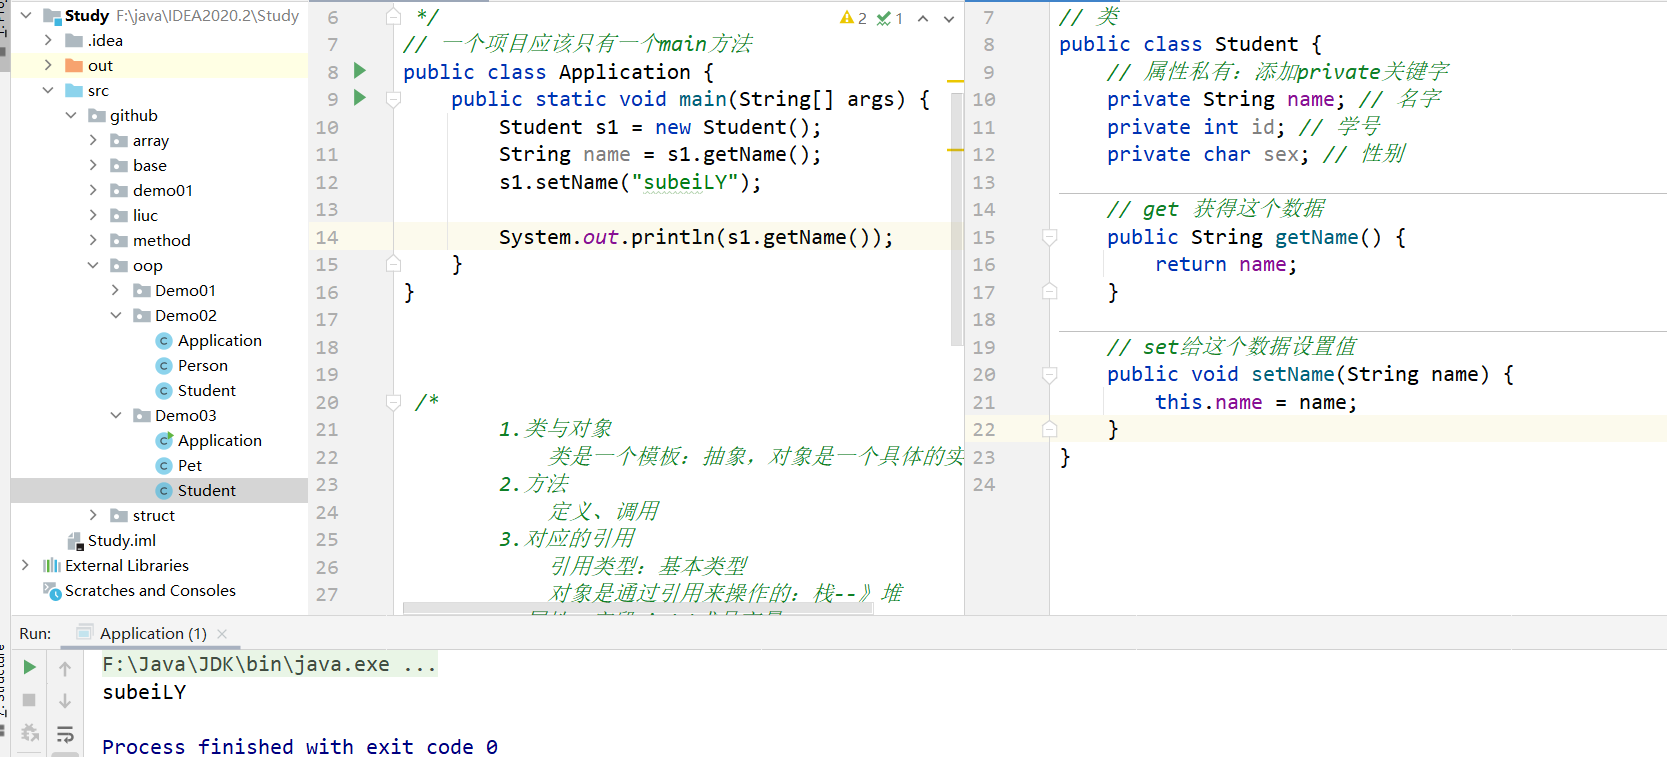 Study F:\java\IDEA2020.2\Study
.idea
out
src
github
array
base
demo01
liuc
method
oop
Demo01
Demo02
Application
Person
Student
Demo03
Application
Pet
Student
struct
Study.iml
External Libraries
Scratches and Consoles
2 1
6 */
7 // 一个项目应该只有一个main方法
8 public class Application {
9 public static void main(String[] args) {
10 Student s1 = new Student();
11 String name = s1.getName();
12 s1.setName("subeiLY");
13
14 System.out.println(s1.getName());
15 }
16 }
17
18
19
20 /*
21 1.类与对象
22 类是一个模板：抽象，对象是一个具体的实
23 2.方法
24 定义、调用
25 3.对应的引用
26 引用类型：基本类型
27 对象是通过引用来操作的：栈--》堆
7 // 类
8 public class Student {
9 // 属性私有：添加private关键字
10 private String name; // 名字
11 private int id; // 学号
12 private char sex; // 性别
13
14 // get 获得这个数据
15 public String getName() {
16 return name;
17 }
18
19 // set给这个数据设置值
20 public void setName(String name) {
21 this.name = name;
22 }
23 }
24
Run: Application (1)
F:\Java\JDK\bin\java.exe ...
subeiLY
Process finished with exit code 0